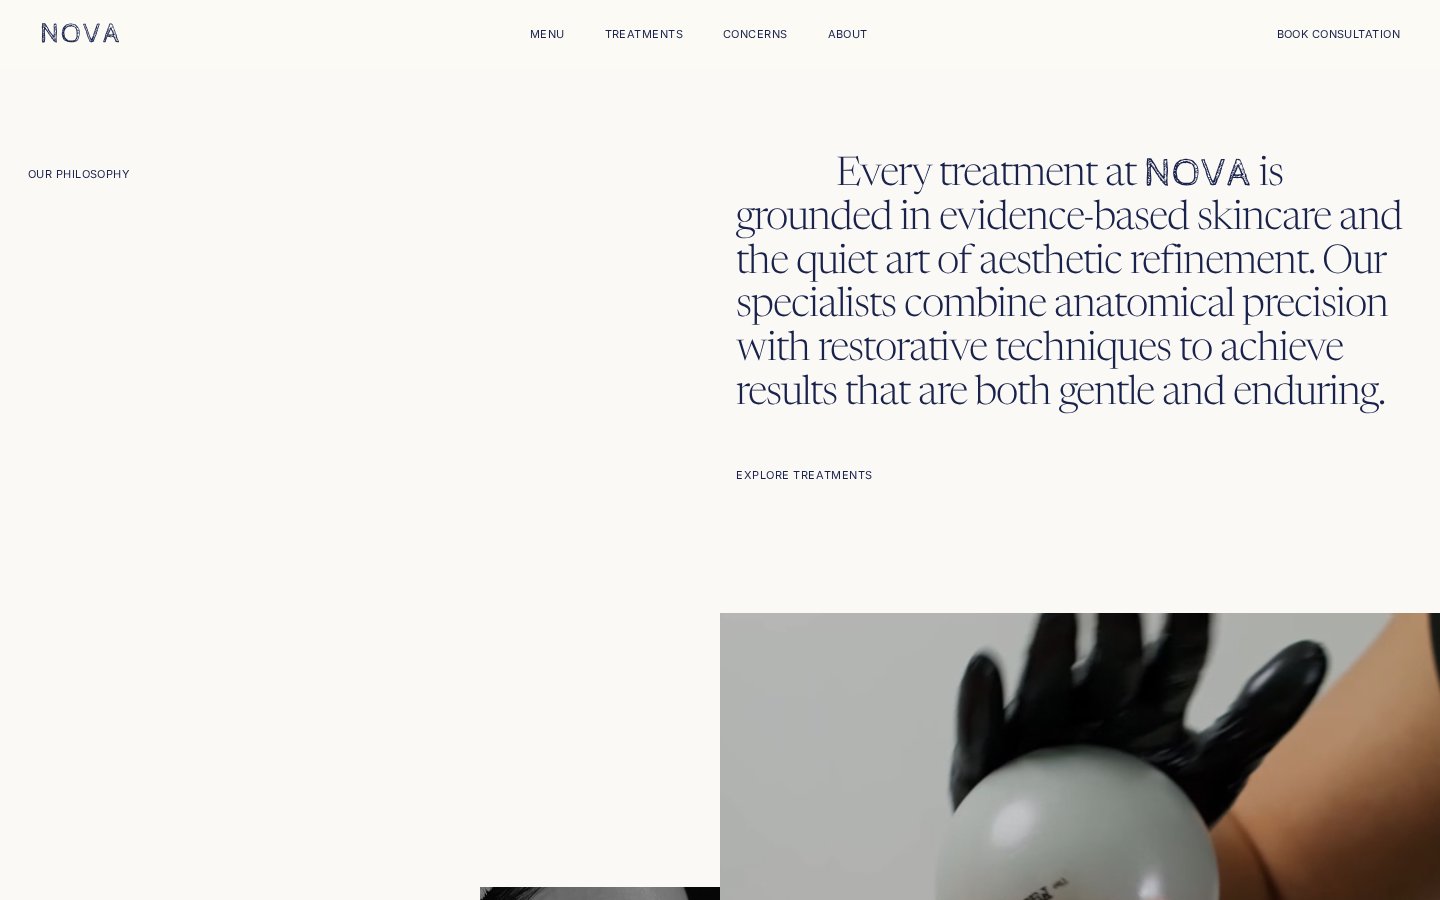 NOVA
MENU
TREATMENTS
CONCERNS
ABOUT
BOOK CONSULTATION
OUR PHILOSOPHY
Every treatment at NOVA is
grounded in evidence-based skincare and
the quiet art of aesthetic refinement. Our
specialists combine anatomical precision
with restorative techniques to achieve
results that are both gentle and enduring.
EXPLORE TREATMENTS